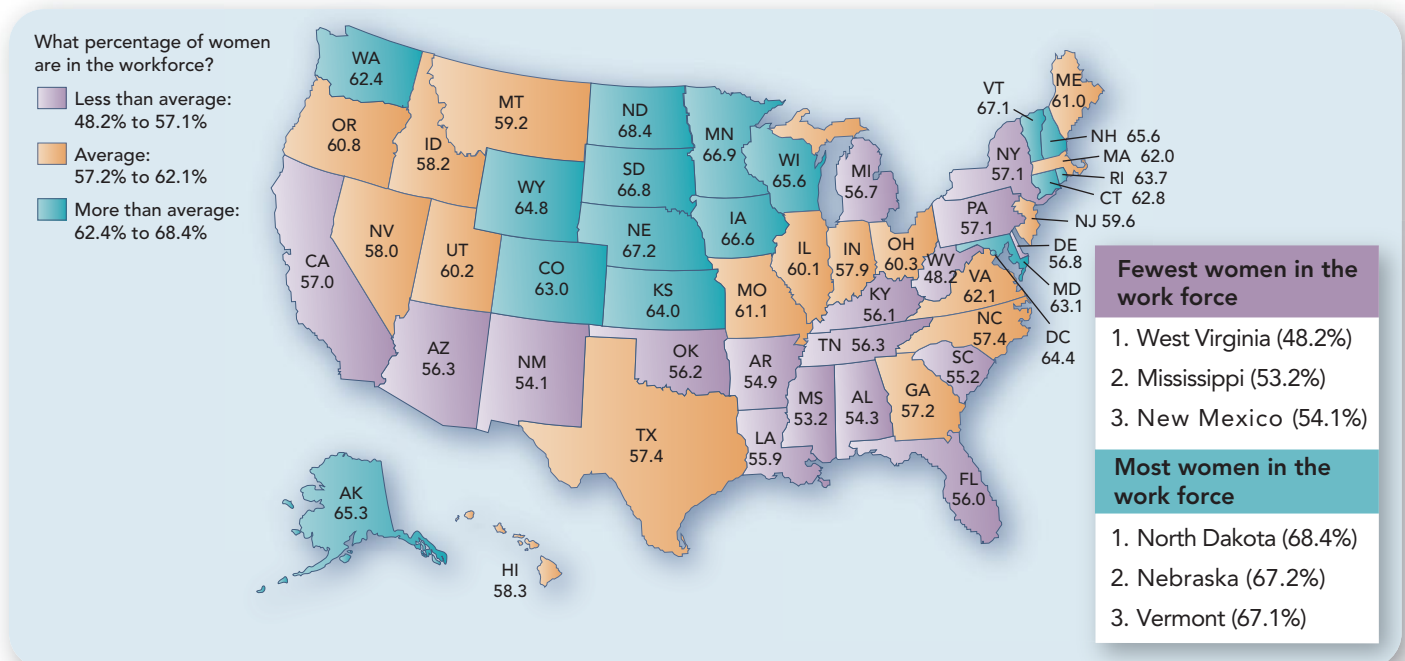 What percentage of women
are in the workforce?
Less than average:
48.2% to 57.1%
Average:
57.2% to 62.1%
More than average:
62.4% to 68.4%
WA
62.4
OR
60.8
CA
57.0
NV
58.0
ID
58.2
MT
59.2
WY
64.8
UT
60.2
CO
63.0
AZ
56.3
NM
54.1
ND
68.4
SD
66.8
NE
67.2
KS
64.0
OK
56.2
TX
57.4
MN
66.9
IA
66.6
MO
61.1
AR
54.9
LA
55.9
WI
65.6
IL
60.1
MI
56.7
IN
57.9
OH
60.3
KY
56.1
TN 56.3
MS
53.2
AL
54.3
GA
57.2
FL
56.0
SC
55.2
NC
57.4
VA
62.1
WV
48.2
PA
57.1
NY
57.1
VT
67.1
ME
61.0
NH 65.6
MA 62.0
RI 63.7
CT 62.8
NJ 59.6
DE
56.8
MD
63.1
DC
64.4
AK
65.3
HI
58.3
Fewest women in the
work force
1. West Virginia (48.2%)
2. Mississippi (53.2%)
3. New Mexico (54.1%)
Most women in the
work force
1. North Dakota (68.4%)
2. Nebraska (67.2%)
3. Vermont (67.1%)